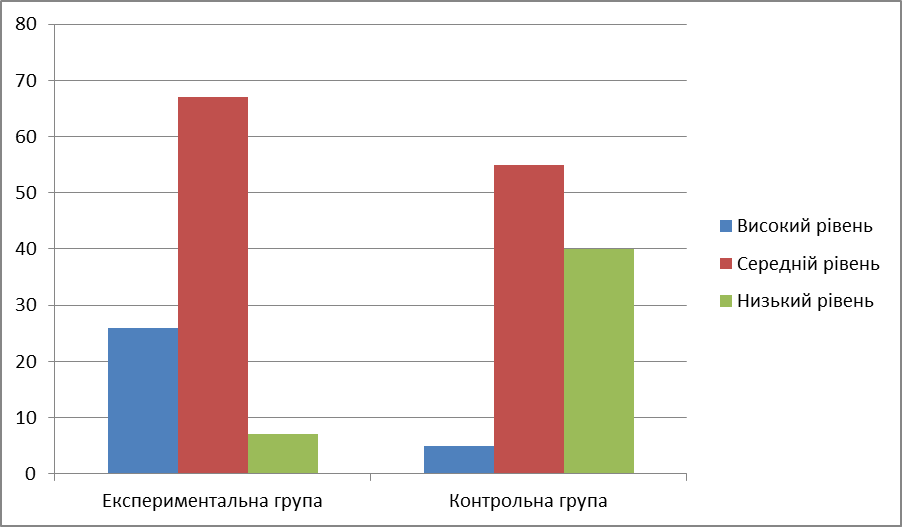 80
70
60
50
40
30
20
10
0
Експериментальна група
Контрольна група
Високий рівень
Середній рівень
Низький рівень